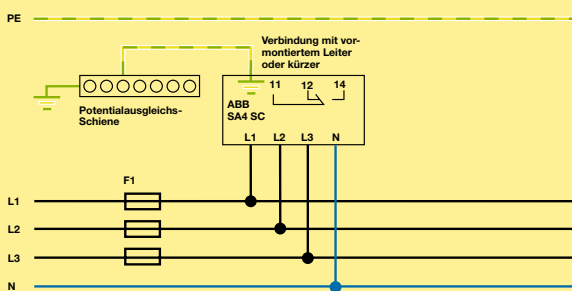 PE
Verbindung mit vor-
montiertem Leiter
oder kürzer
11 12 14
ABB
SA4 SC
Potentialausgleichs-
Schiene
L1 L2 L3 N
F1
L1
L2
L3
N